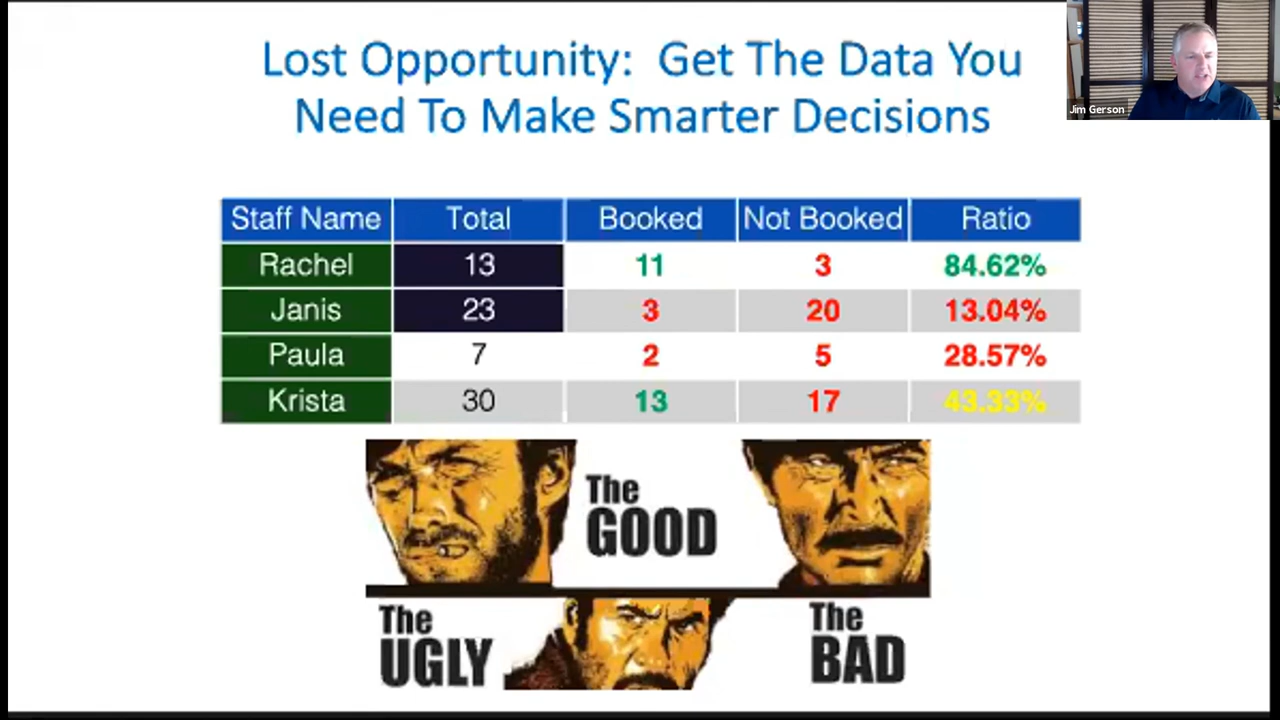 Lost Opportunity: Get The Data You
Need To Make Smarter Decisions
Jim Gerson
Staff Name Total Booked Not Booked Ratio
Rachel 13 11 3 84.62%
Janis 23 3 20 13.04%
Paula 7 2 5 28.57%
Krista 30 13 17 43.33%
The
GOOD
The
UGLY
The
BAD